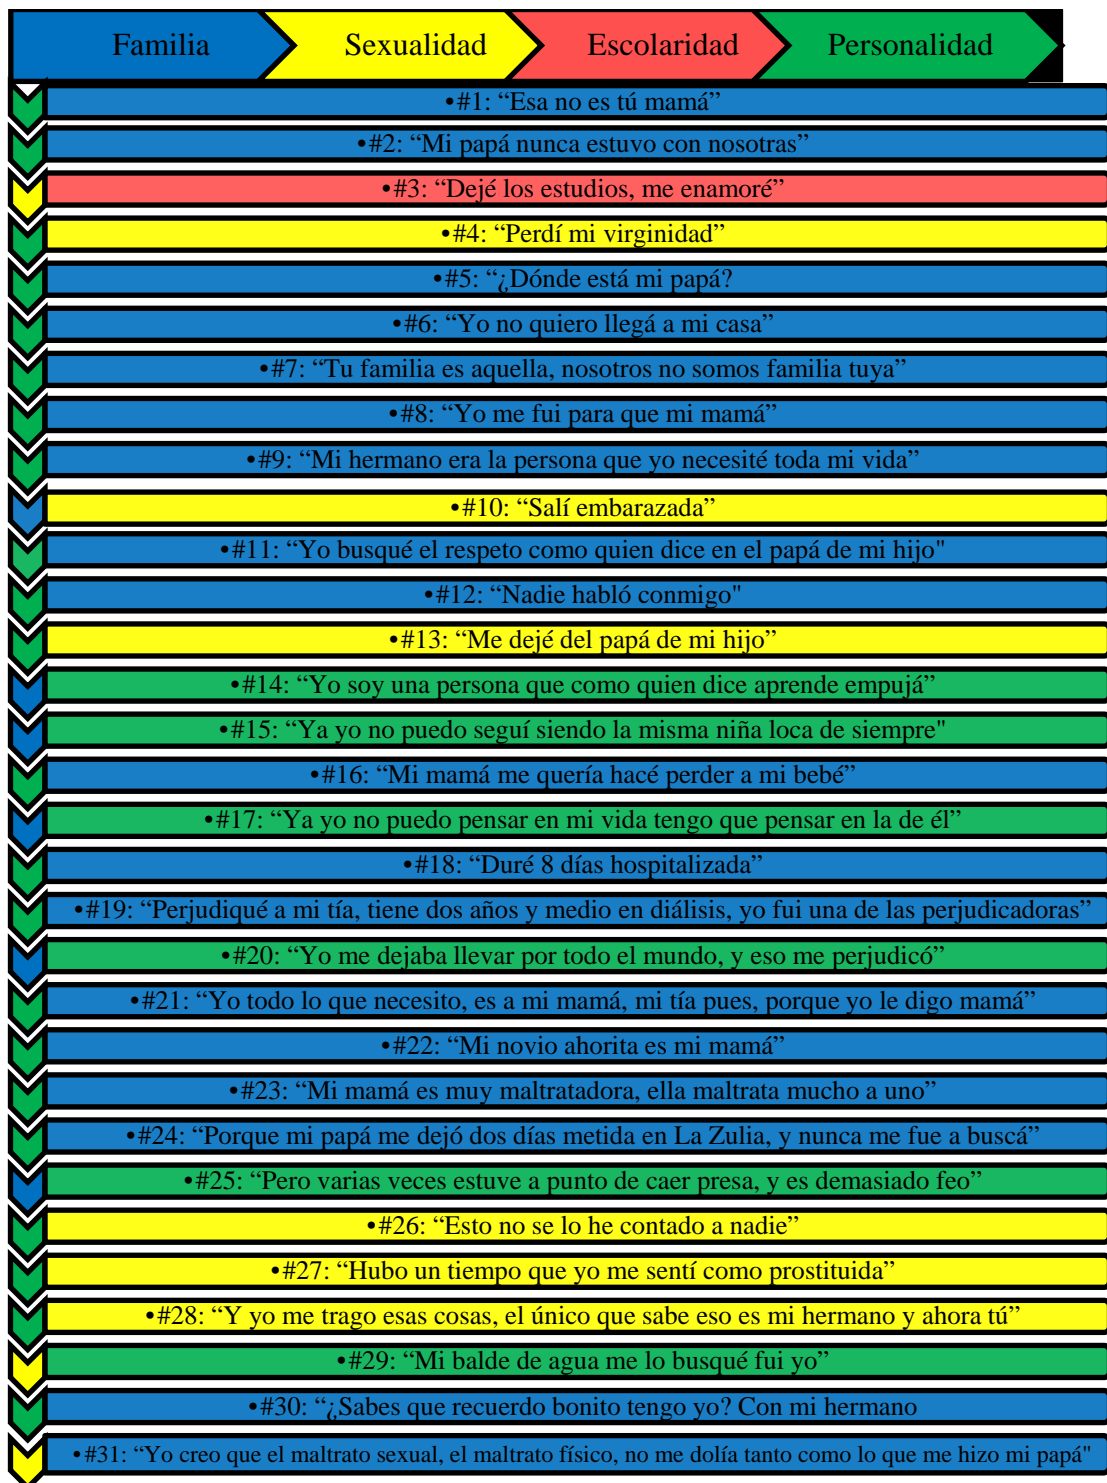 Familia Sexualidad Escolaridad Personalidad
•#1: “Esa no es tú mamá”
•#2: “Mi papá nunca estuvo con nosotras”
•#3: “Dejé los estudios, me enamoré”
•#4: “Perdí mi virginidad”
•#5: “¿Dónde está mi papá?
•#6: “Yo no quiero llegá a mi casa”
•#7: “Tu familia es aquella, nosotros no somos familia tuya”
•#8: “Yo me fui para que mi mamá”
•#9: “Mi hermano era la persona que yo necesité toda mi vida”
•#10: “Salí embarazada”
•#11: “Yo busqué el respeto como quien dice en el papá de mi hijo"
•#12: “Nadie habló conmigo"
•#13: “Me dejé del papá de mi hijo”
•#14: “Yo soy una persona que como quien dice aprende empujá”
•#15: “Ya yo no puedo seguí siendo la misma niña loca de siempre"
•#16: “Mi mamá me quería hacé perder a mi bebé”
•#17: “Ya yo no puedo pensar en mi vida tengo que pensar en la de él”
•#18: “Duré 8 días hospitalizada”
•#19: “Perjudiqué a mi tía, tiene dos años y medio en diálisis, yo fui una de las perjudicadoras”
•#20: “Yo me dejaba llevar por todo el mundo, y eso me perjudicó”
•#21: “Yo todo lo que necesito, es a mi mamá, mi tía pues, porque yo le digo mamá”
•#22: “Mi novio ahorita es mi mamá”
•#23: “Mi mamá es muy maltratadora, ella maltrata mucho a uno”
•#24: “Porque mi papá me dejó dos días metida en La Zulia, y nunca me fue a buscá”
•#25: “Pero varias veces estuve a punto de caer presa, y es demasiado feo”
•#26: “Esto no se lo he contado a nadie”
•#27: “Hubo un tiempo que yo me sentí como prostituida”
•#28: “Y yo me trago esas cosas, el único que sabe eso es mi hermano y ahora tú”
•#29: “Mi balde de agua me lo busqué fui yo”
•#30: “¿Sabes que recuerdo bonito tengo yo? Con mi hermano
•#31: “Yo creo que el maltrato sexual, el maltrato físico, no me dolía tanto como lo que me hizo mi papá"